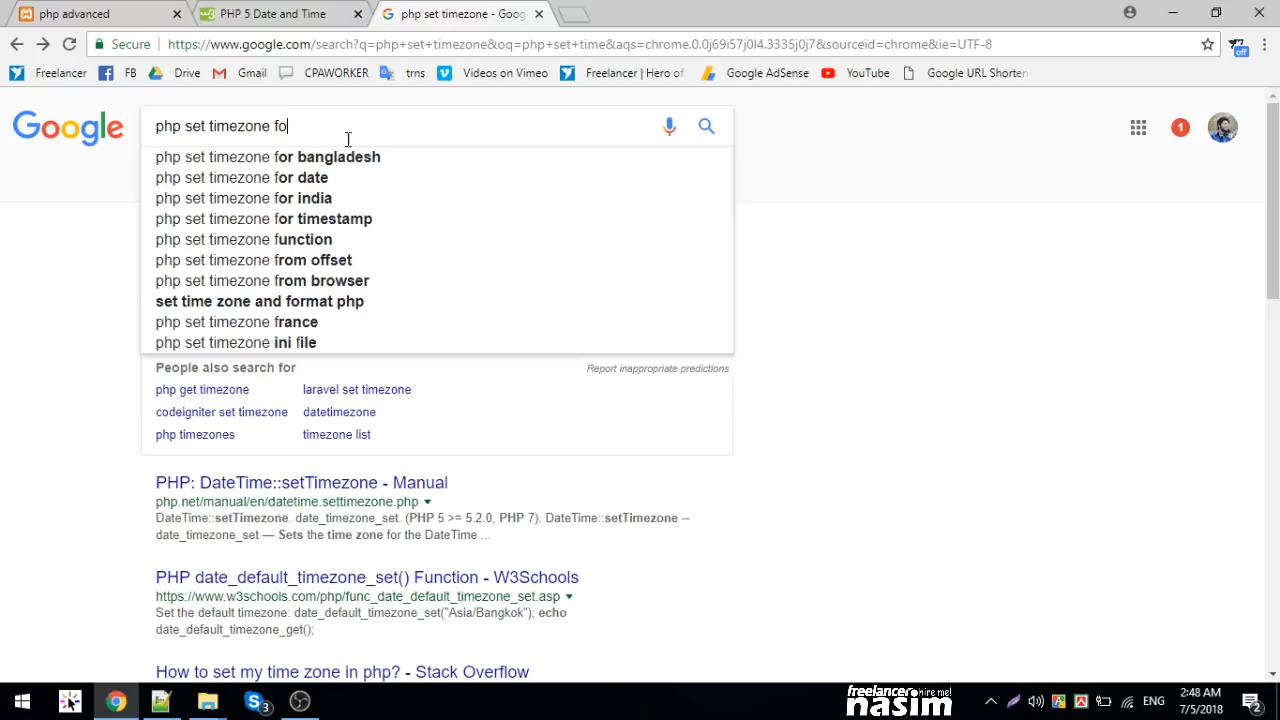 php advanced
PHP 5 Date and Time
php set timezone - Goog
Secure
https://www.google.com/search?q=php+set+timezone&oq=php+set+time&aqs=chrome.0.0j69i57j0l4.3335j0j7&sourceid=chrome&ie=UTF-8
off
Freelancer
FB
Drive
Gmail
CPAWORKER
trns
Videos on Vimeo
Freelancer | Hero of
Google AdSense
YouTube
Google URL Shorten
Google
php set timezone fo
1
php set timezone for bangladesh
php set timezone for date
php set timezone for india
php set timezone for timestamp
php set timezone function
php set timezone from offset
php set timezone from browser
set time zone and format php
php set timezone france
php set timezone ini file
People also search for
Report inappropriate predictions
php get timezone
laravel set timezone
codeigniter set timezone
datetimezone
php timezones
timezone list
PHP: DateTime::setTimezone - Manual
php.net/manual/en/datetime.settimezone.php
DateTime::setTimezone. date_timezone_set. (PHP 5 >= 5.2.0, PHP 7). DateTime::setTimezone --
date_timezone_set — Sets the time zone for the DateTime ...
PHP date_default_timezone_set() Function - W3Schools
https://www.w3schools.com/php/func_date_default_timezone_set.asp
Set the default timezone: date_default_timezone_set("Asia/Bangkok"); echo
date_default_timezone_get();
How to set my time zone in php? - Stack Overflow
3
freelancer hire me!
nasim
ENG
2:48 AM
7/5/2018
2